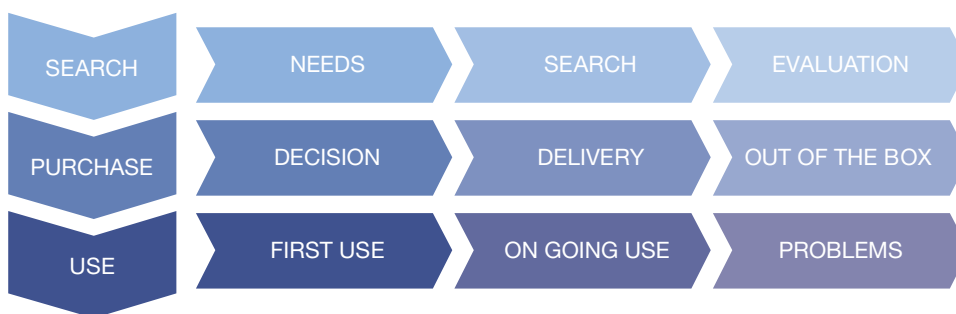 SEARCH
NEEDS
SEARCH
EVALUATION
PURCHASE
DECISION
DELIVERY
OUT OF THE BOX
USE
FIRST USE
ON GOING USE
PROBLEMS